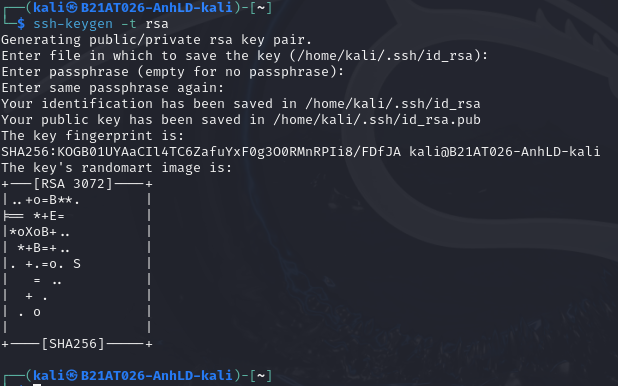 ┌──(kali㉿B21AT026-AnhLD-kali)-[~]
└─$ ssh-keygen -t rsa
Generating public/private rsa key pair.
Enter file in which to save the key (/home/kali/.ssh/id_rsa):
Enter passphrase (empty for no passphrase):
Enter same passphrase again:
Your identification has been saved in /home/kali/.ssh/id_rsa
Your public key has been saved in /home/kali/.ssh/id_rsa.pub
The key fingerprint is:
SHA256:KOGB01UYAaCIl4TC6ZafuYxF0g3O0RMnRPIi8/FDfJA kali@B21AT026-AnhLD-kali
The key's randomart image is:
+---[RSA 3072]----+
|..+o=B**.        |
|== *+E=          |
|*oXoB+..         |
| *+B=+..         |
|. +.=o. S        |
|   = ..          |
|  + .            |
| . o             |
|                 |
+----[SHA256]-----+
┌──(kali㉿B21AT026-AnhLD-kali)-[~]